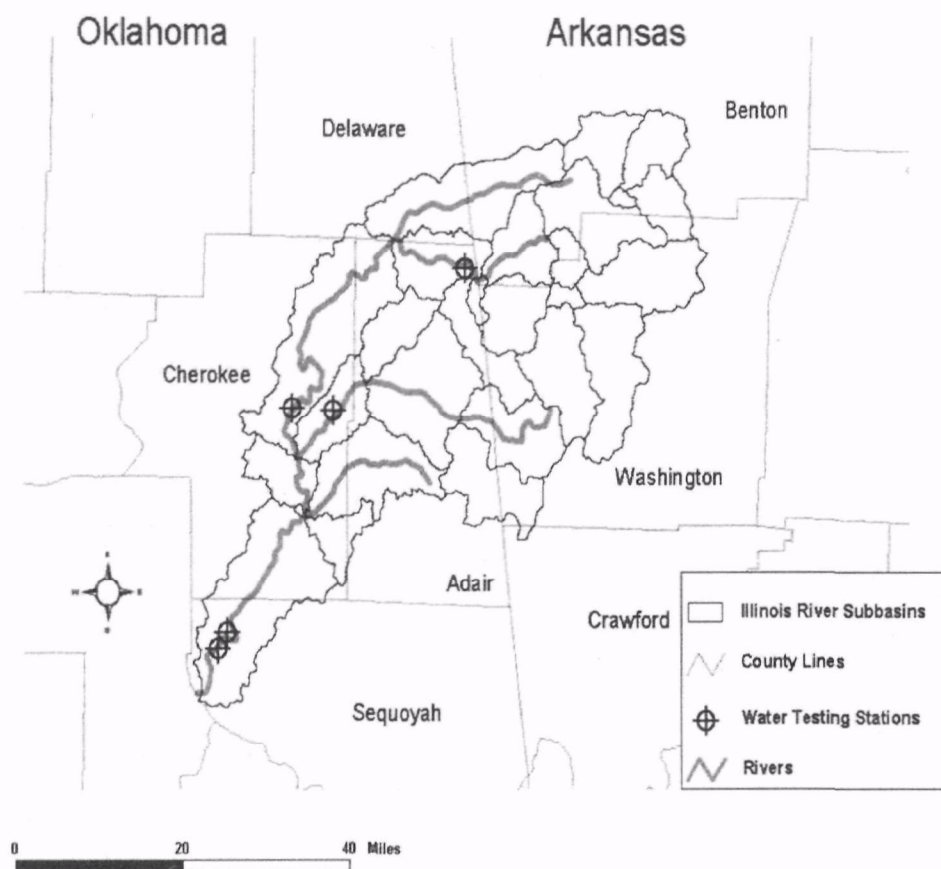 Oklahoma
Arkansas
Benton
Delaware
Cherokee
Washington
Adair
Crawford
Sequoyah
Illinois River Subbasins
County Lines
Water Testing Stations
Rivers
0 20 40 Miles